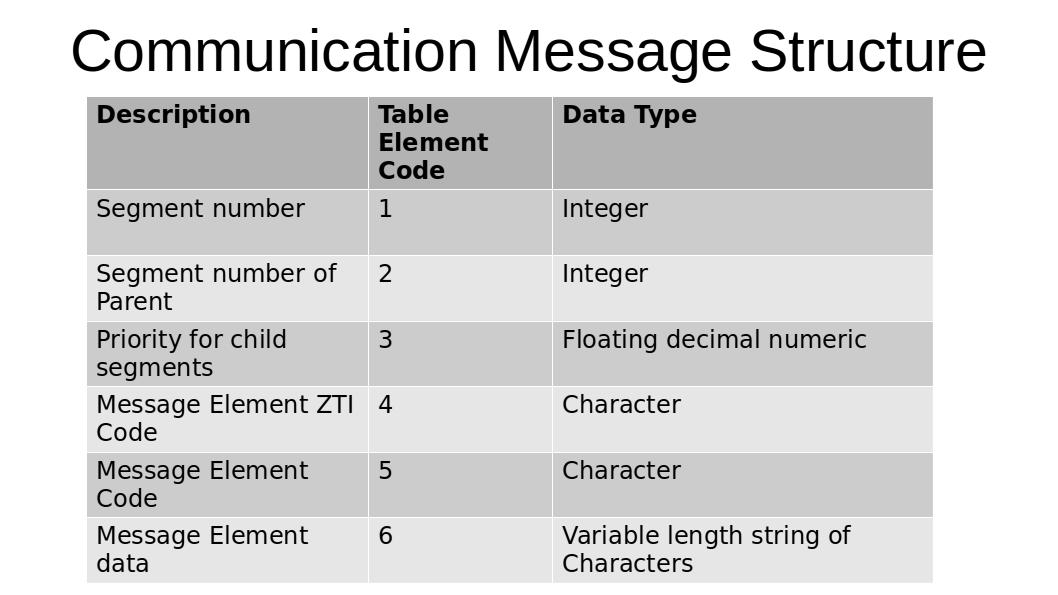 Communication Message Structure
Description
Table
Element
Code
Data Type
Segment number
1
Integer
Segment number of
Parent
2
Integer
Priority for child
segments
3
Floating decimal numeric
Message Element ZTI
Code
4
Character
Message Element
Code
5
Character
Message Element
data
6
Variable length string of
Characters